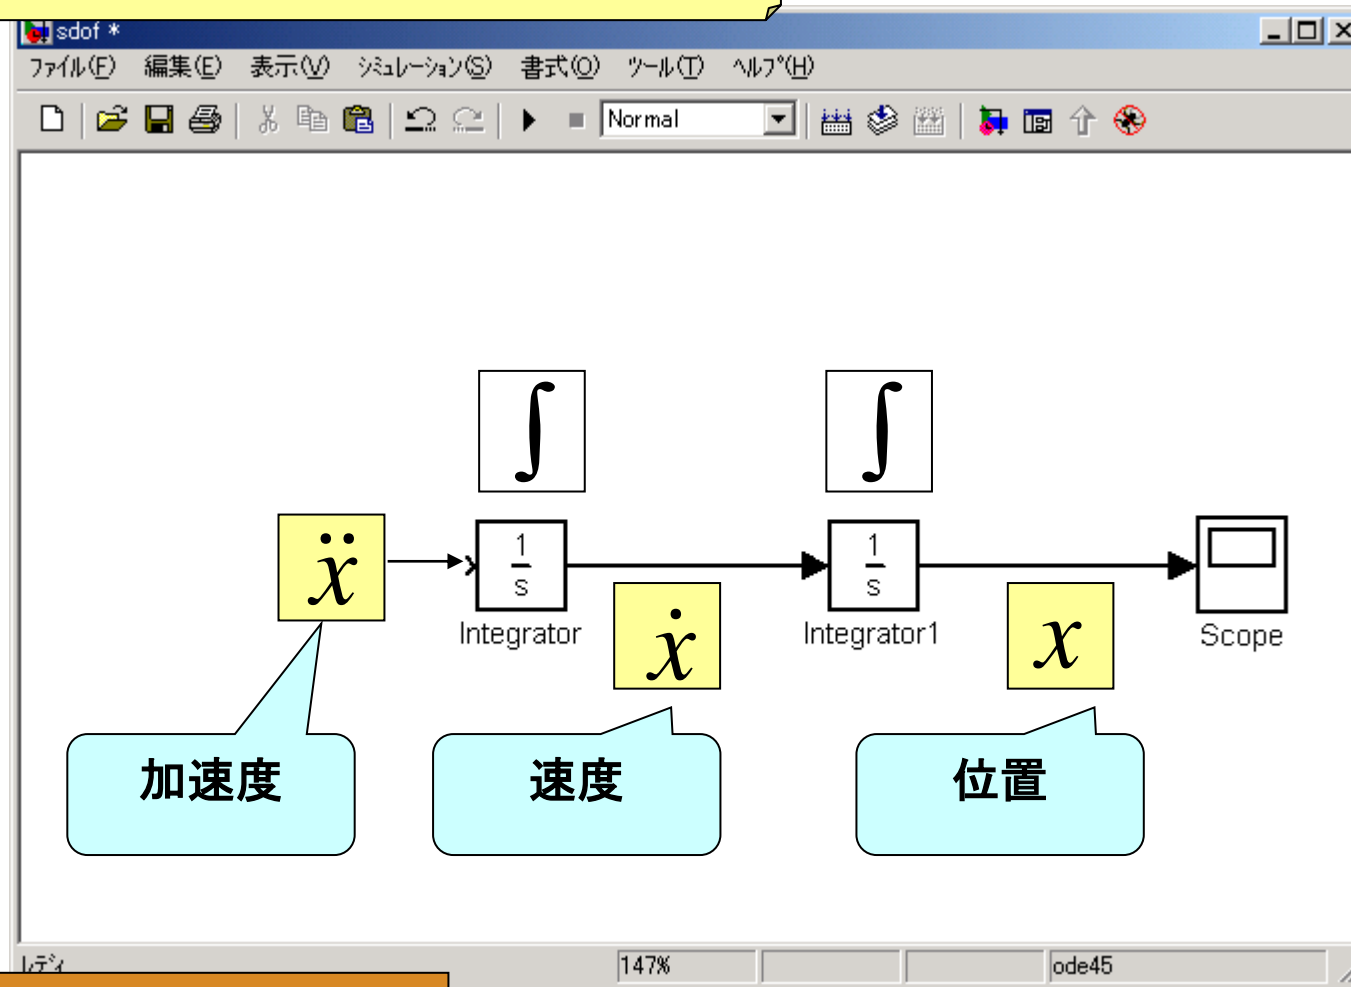 sdof *
ファイル(F) 編集(E) 表示(V) シミュレーション(S) 書式(O) ツール(T) ヘルプ(H)
Normal
∫ ∫
ẍ
1
s
1
s
Integrator
ẋ
Integrator1
x
Scope
加速度
速度
位置
レディ 147% ode45